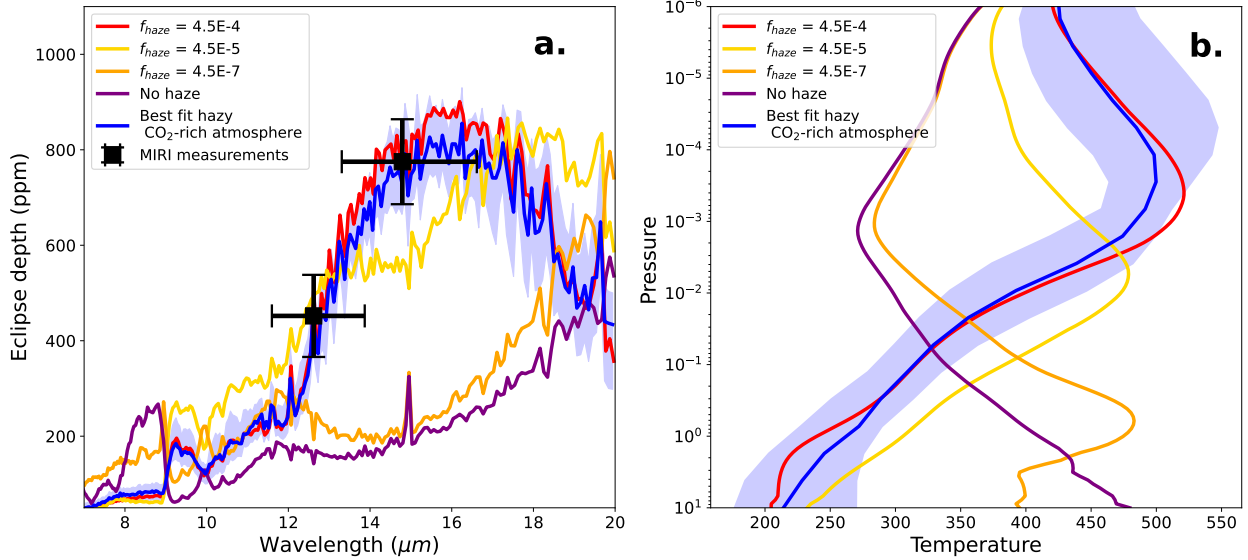 a.
f_haze = 4.5E-4
f_haze = 4.5E-5
f_haze = 4.5E-7
No haze
Best fit hazy
CO₂-rich atmosphere
MIRI measurements
Eclipse depth (ppm)
1000
800
600
400
200
8 10 12 14 16 18 20
Wavelength (μm)
b.
f_haze = 4.5E-4
f_haze = 4.5E-5
f_haze = 4.5E-7
No haze
Best fit hazy
CO₂-rich atmosphere
Pressure
10⁻⁶
10⁻⁵
10⁻⁴
10⁻³
10⁻²
10⁻¹
10⁰
10¹
200 250 300 350 400 450 500 550
Temperature